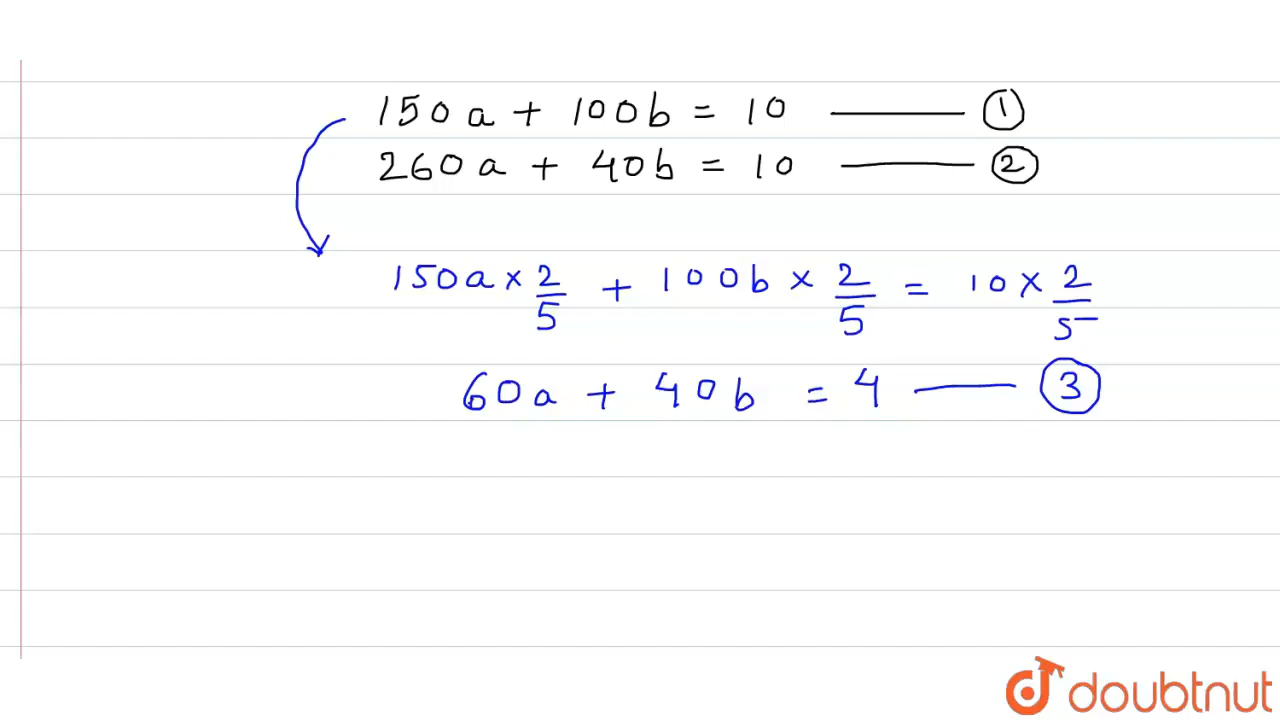 150a + 100b = 10 ——— ①
260a + 40b = 10 ——— ②
150a × 2/5 + 100b × 2/5 = 10 × 2/5
60a + 40b = 4 ——— ③
doubtnut